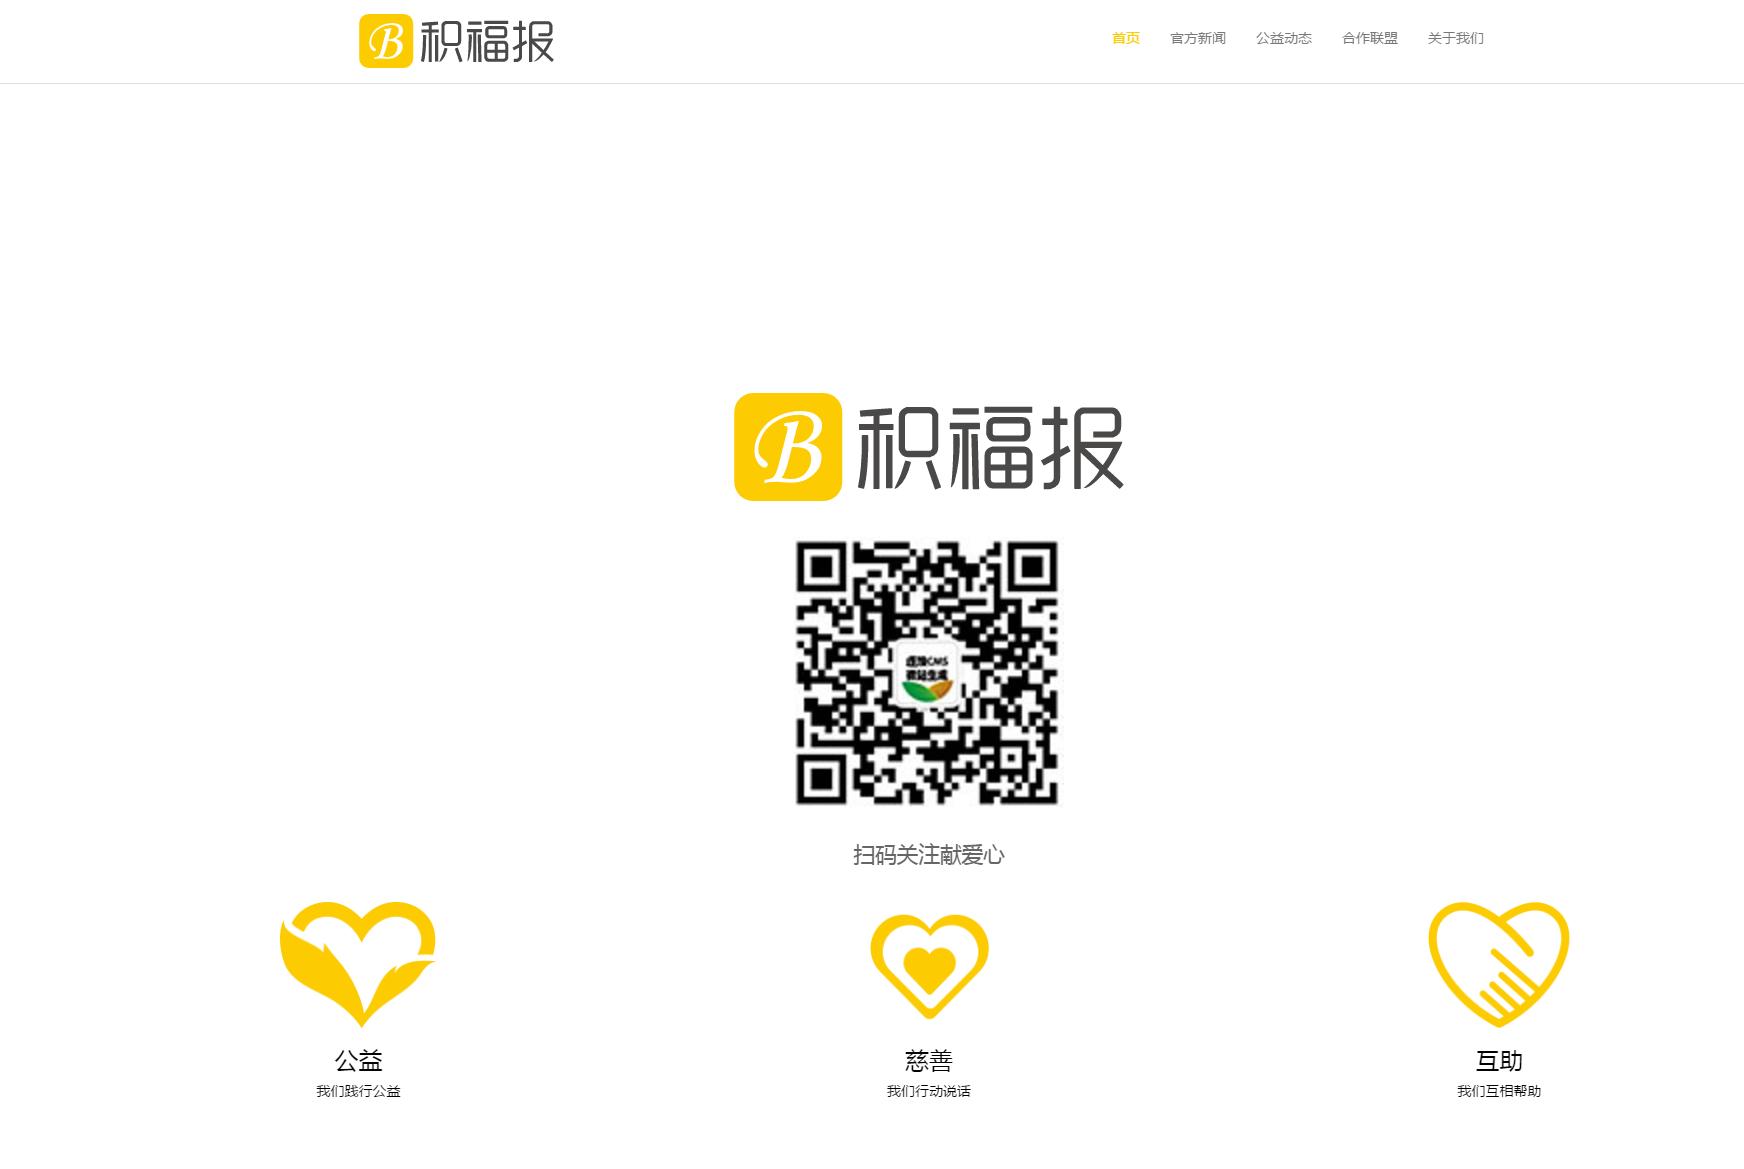 B 积福报
首页 官方新闻 公益动态 合作联盟 关于我们
B 积福报
扫码关注献爱心
公益
我们践行公益
慈善
我们行动说话
互助
我们互相帮助